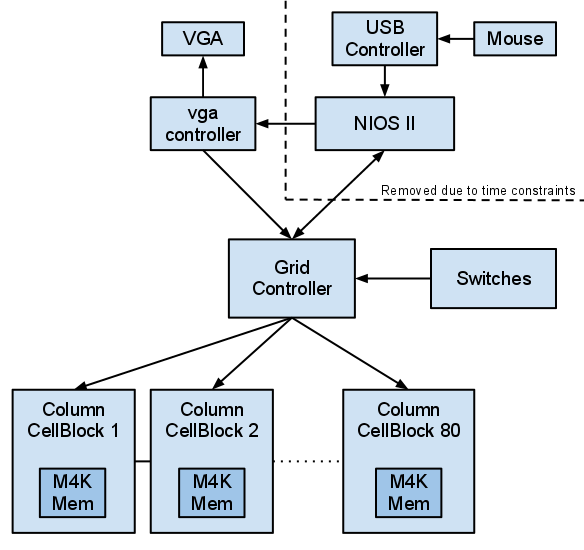 VGA
USB
Controller
Mouse
vga
controller
NIOS II
Removed due to time constraints
Grid
Controller
Switches
Column
CellBlock 1
M4K
Mem
Column
CellBlock 2
M4K
Mem
Column
CellBlock 80
M4K
Mem